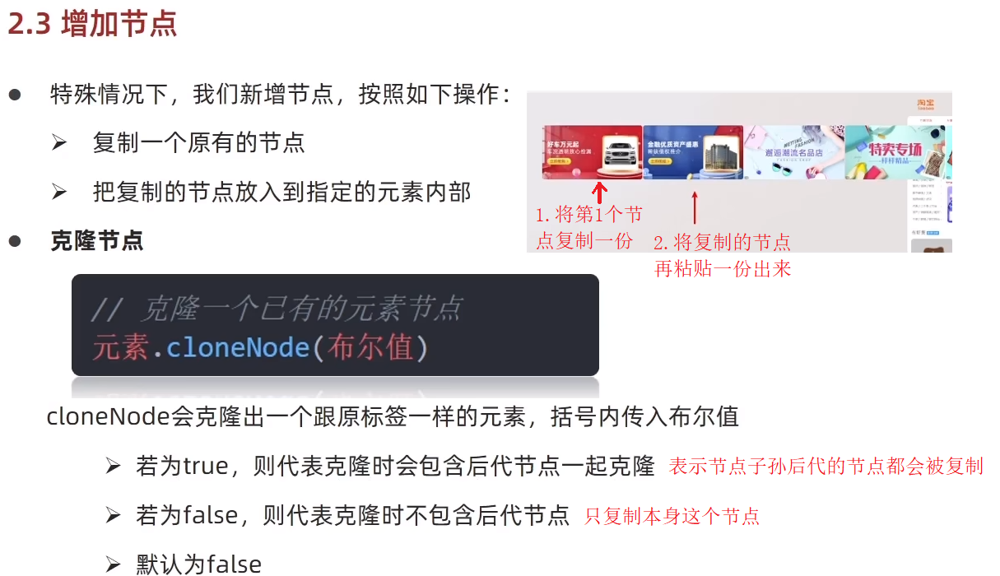 2.3 增加节点
特殊情况下，我们新增节点，按照如下操作：
复制一个原有的节点
把复制的节点放入到指定的元素内部
淘宝
好车万元起
车况透明放心捡漏
金融优质资产盛惠
邂逅潮流名品店
特卖专场
样样精品
1.将第1个节
点复制一份
2.将复制的节点
再粘贴一份出来
克隆节点
// 克隆一个已有的元素节点
元素.cloneNode(布尔值)
cloneNode会克隆出一个跟原标签一样的元素，括号内传入布尔值
若为true，则代表克隆时会包含后代节点一起克隆 表示节点子孙后代的节点都会被复制
若为false，则代表克隆时不包含后代节点 只复制本身这个节点
默认为false